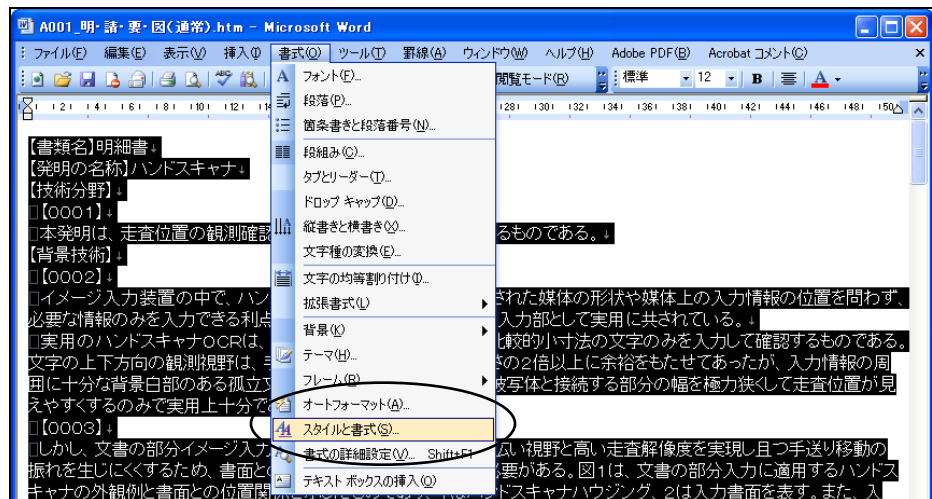 A001_明・請・要・図(通常).htm - Microsoft Word
ファイル(F) 編集(E) 表示(V) 挿入(I) 書式(O) ツール(T) 罫線(A) ウィンドウ(W) ヘルプ(H) Adobe PDF(B) Acrobat コメント(C) ×
閲覧モード(R) 標準 12 B A
フォント(F)...
段落(P)...
箇条書きと段落番号(N)...
段組み(C)...
タブとリーダー(T)...
ドロップ キャップ(D)...
縦書きと横書き(X)...
文字種の変換(E)...
文字の均等割り付け(I)...
拡張書式(L)
背景(K)
テーマ(H)...
フレーム(R)
オートフォーマット(A)...
スタイルと書式(S)...
書式の詳細設定(V)... Shift+F1
テキスト ボックスの挿入(O)
【書類名】明細書↓
【発明の名称】ハンドスキャナ↓
【技術分野】↓
□【0001】↓
□本発明は、走査位置の観測確認 るものである。↓
【背景技術】↓
□【0002】↓
□イメージ入力装置の中で、ハン された媒体の形状や媒体上の入力情報の位置を問わず、
必要な情報のみを入力できる利点 入力部として実用に共されている。↓
□実用のハンドスキャナOCRは、 比較的小寸法の文字のみを入力して確認するものである。
文字の上下方向の観測視野は、 さの2倍以上に余裕をもたせてあったが、入力情報の周
囲に十分な背景白部のある孤立文 被写体と接続する部分の幅を極力狭くして走査位置が見
えやすくするのみで実用上十分で
□【0003】↓
□しかし、文書の部分イメージ入力 広い視野と高い走査解像度を実現し且つ手送り移動の
振れを生じにくくするため、書面と 必要がある。図1は、文書の部分入力に適用するハンドス
キャナの外観例と書面との位置関 ドスキャナハウジング、2は入力書面を表す。また、入